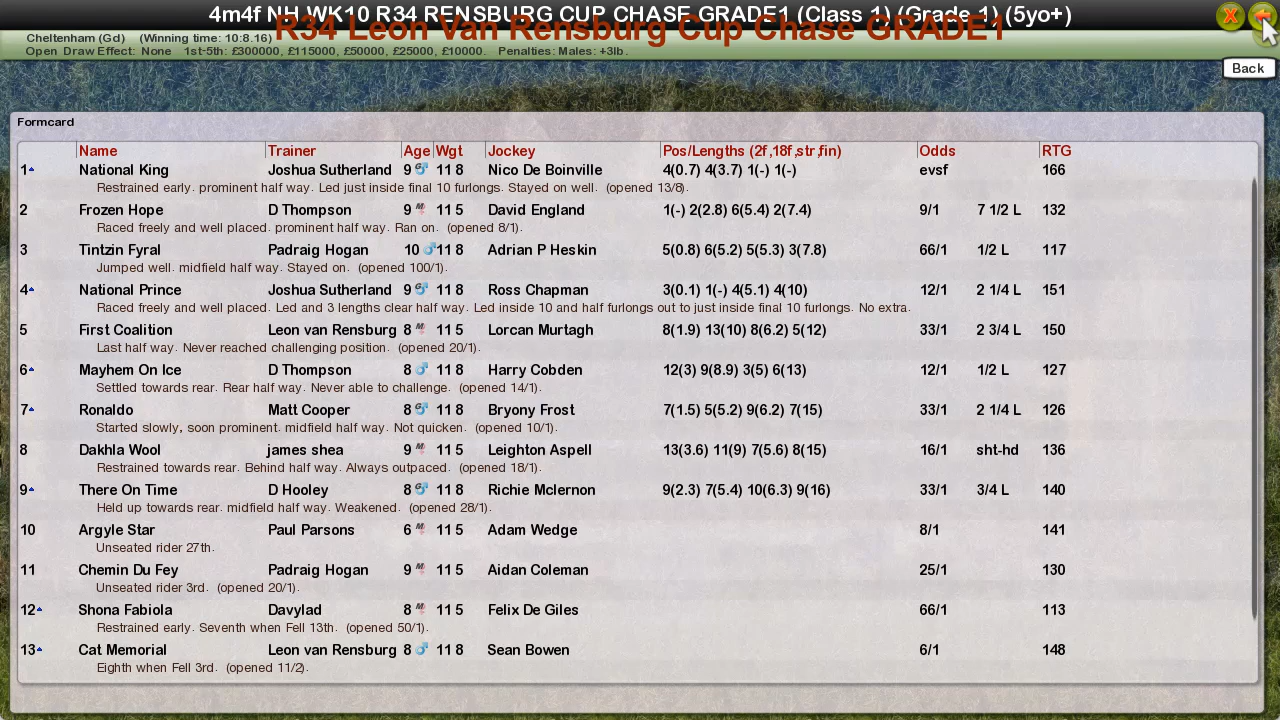 4m4f NH WK10 R34 RENSBURG CUP CHASE GRADE1 (Class 1) (Grade 1) (5yo+)
R34 Leon Van Rensburg Cup Chase GRADE1
Cheltenham (Gd) (Winning time: 10:8.16)
Open Draw Effect: None 1st-5th: £300000, £115000, £50000, £25000, £10000. Penalties: Males: +3lb.
X
Back
Formcard
Name Trainer Age Wgt Jockey Pos/Lengths (2f,18f,str,fin) Odds RTG
1 National King Joshua Sutherland 9 11 8 Nico De Boinville 4(0.7) 4(3.7) 1(-) 1(-) evsf 166
Restrained early. prominent half way. Led just inside final 10 furlongs. Stayed on well. (opened 13/8).
2 Frozen Hope D Thompson 9 M 11 5 David England 1(-) 2(2.8) 6(5.4) 2(7.4) 9/1 7 1/2 L 132
Raced freely and well placed. prominent half way. Ran on. (opened 8/1).
3 Tintzin Fyral Padraig Hogan 10 11 8 Adrian P Heskin 5(0.8) 6(5.2) 5(5.3) 3(7.8) 66/1 1/2 L 117
Jumped well. midfield half way. Stayed on. (opened 100/1).
4 National Prince Joshua Sutherland 9 11 8 Ross Chapman 3(0.1) 1(-) 4(5.1) 4(10) 12/1 2 1/4 L 151
Raced freely and well placed. Led and 3 lengths clear half way. Led inside 10 and half furlongs out to just inside final 10 furlongs. No extra.
5 First Coalition Leon van Rensburg 8 M 11 5 Lorcan Murtagh 8(1.9) 13(10) 8(6.2) 5(12) 33/1 2 3/4 L 150
Last half way. Never reached challenging position. (opened 20/1).
6 Mayhem On Ice D Thompson 8 11 8 Harry Cobden 12(3) 9(8.9) 3(5) 6(13) 12/1 1/2 L 127
Settled towards rear. Rear half way. Never able to challenge. (opened 14/1).
7 Ronaldo Matt Cooper 8 11 8 Bryony Frost 7(1.5) 5(5.2) 9(6.2) 7(15) 33/1 2 1/4 L 126
Started slowly, soon prominent. midfield half way. Not quicken. (opened 10/1).
8 Dakhla Wool james shea 9 M 11 5 Leighton Aspell 13(3.6) 11(9) 7(5.6) 8(15) 16/1 sht-hd 136
Restrained towards rear. Behind half way. Always outpaced. (opened 18/1).
9 There On Time D Hooley 8 11 8 Richie Mclernon 9(2.3) 7(5.4) 10(6.3) 9(16) 33/1 3/4 L 140
Held up towards rear. midfield half way. Weakened. (opened 28/1).
10 Argyle Star Paul Parsons 6 M 11 5 Adam Wedge 8/1 141
Unseated rider 27th.
11 Chemin Du Fey Padraig Hogan 9 M 11 5 Aidan Coleman 25/1 130
Unseated rider 3rd. (opened 20/1).
12 Shona Fabiola Davylad 8 M 11 5 Felix De Giles 66/1 113
Restrained early. Seventh when Fell 13th. (opened 50/1).
13 Cat Memorial Leon van Rensburg 8 11 8 Sean Bowen 6/1 148
Eighth when Fell 3rd. (opened 11/2).